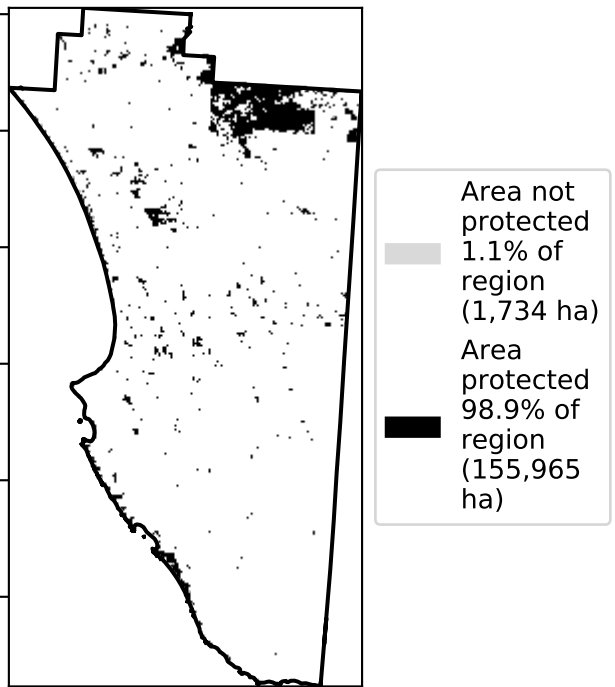 Area not
protected
1.1% of
region
(1,734 ha)
Area
protected
98.9% of
region
(155,965
ha)